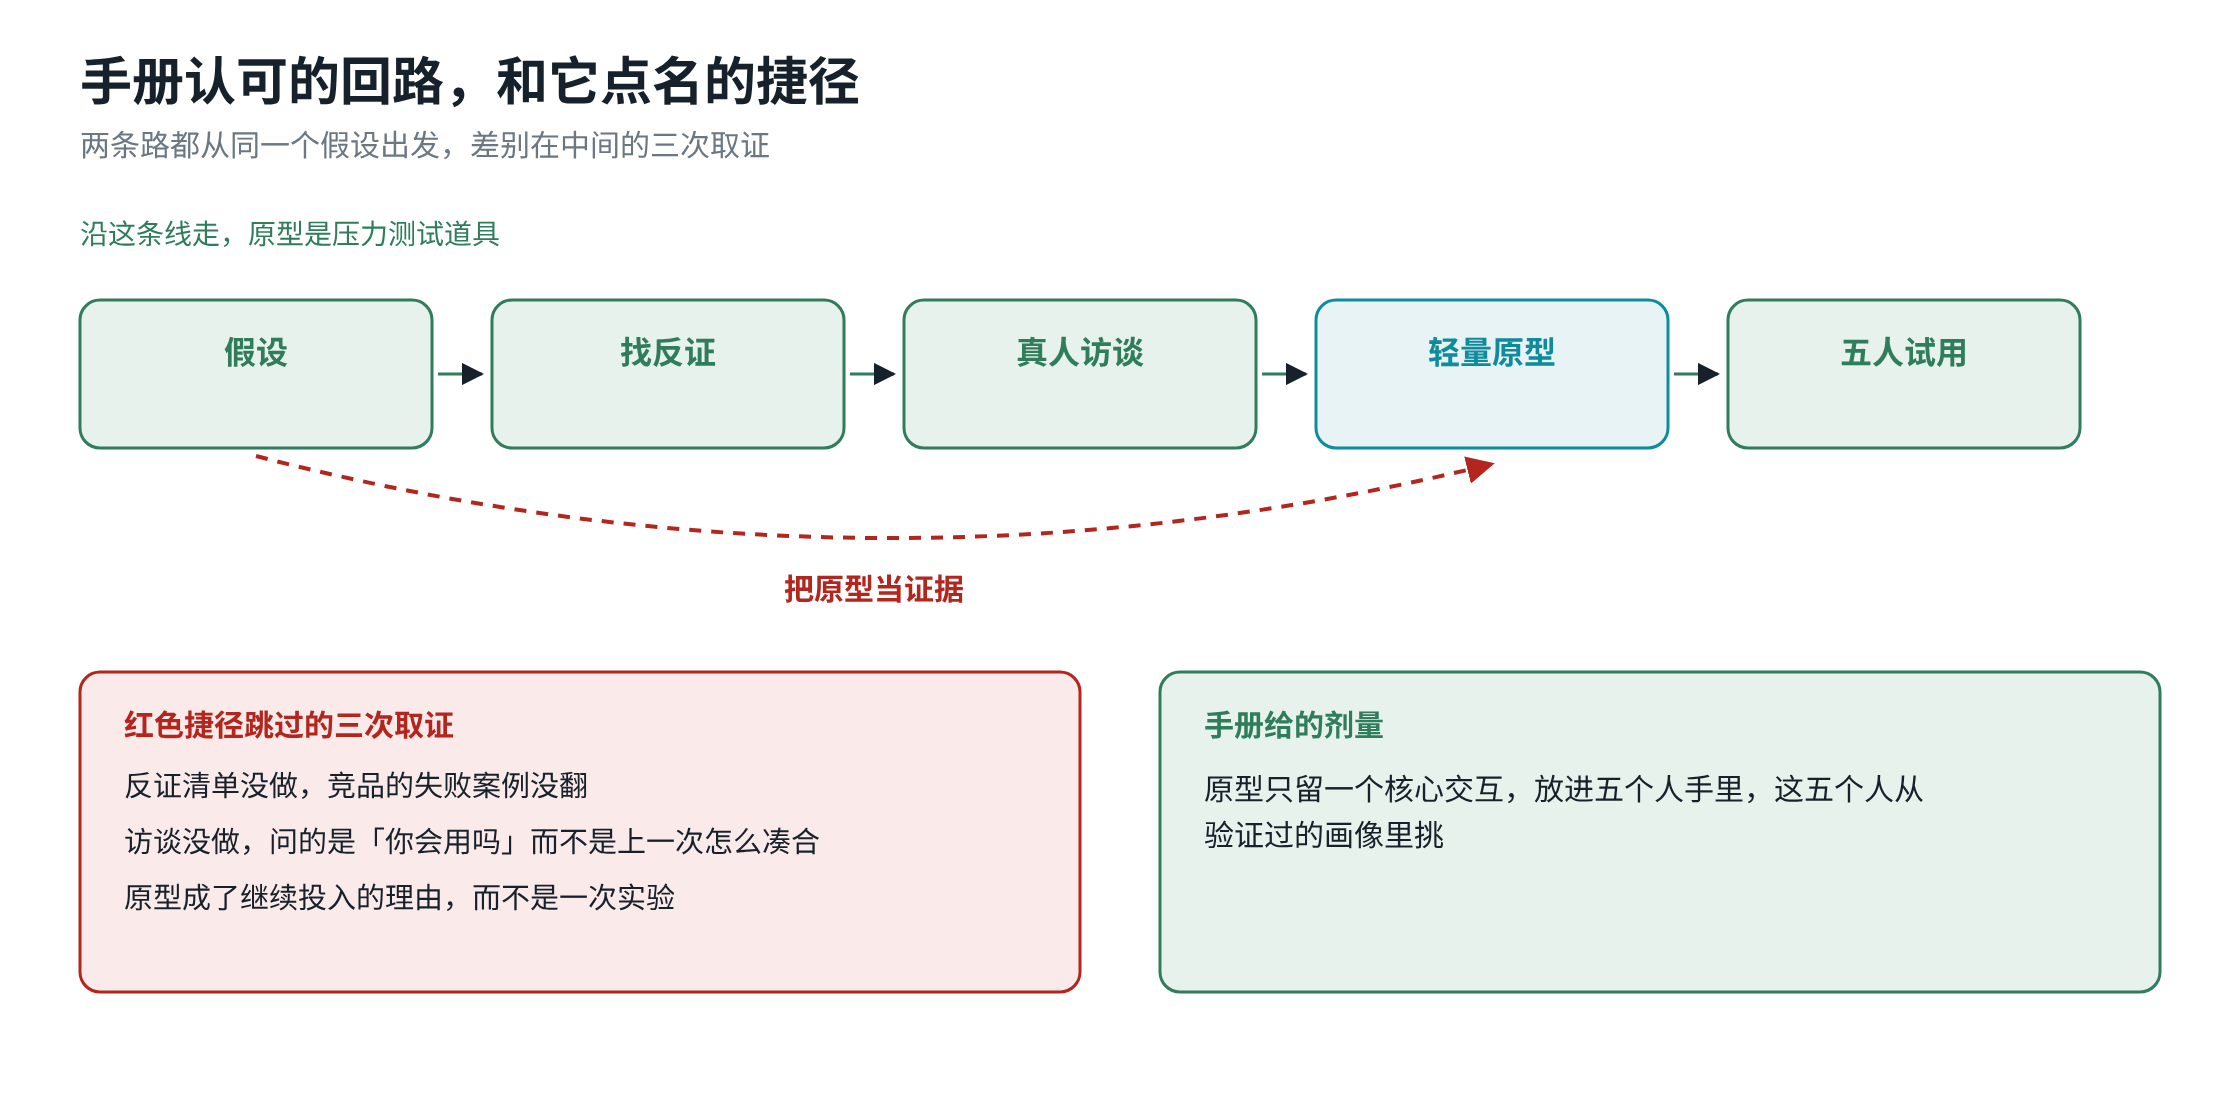 手册认可的回路，和它点名的捷径
两条路都从同一个假设出发，差别在中间的三次取证
沿这条线走，原型是压力测试道具
假设
找反证
真人访谈
轻量原型
五人试用
把原型当证据
红色捷径跳过的三次取证
反证清单没做，竞品的失败案例没翻
访谈没做，问的是「你会用吗」而不是上一次怎么凑合
原型成了继续投入的理由，而不是一次实验
手册给的剂量
原型只留一个核心交互，放进五个人手里，这五个人从
验证过的画像里挑